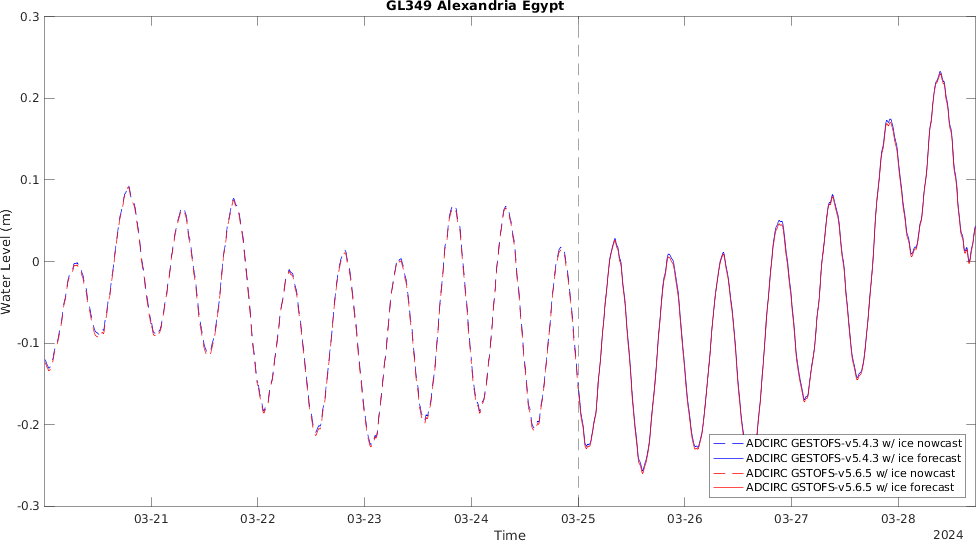 GL349 Alexandria Egypt
0.3
0.2
0.1
0
-0.1
-0.2
-0.3
Water Level (m)
ADCIRC GESTOFS-v5.4.3 w/ ice nowcast
ADCIRC GESTOFS-v5.4.3 w/ ice forecast
ADCIRC GSTOFS-v5.6.5 w/ ice nowcast
ADCIRC GSTOFS-v5.6.5 w/ ice forecast
03-21 03-22 03-23 03-24 03-25 03-26 03-27 03-28
Time
2024